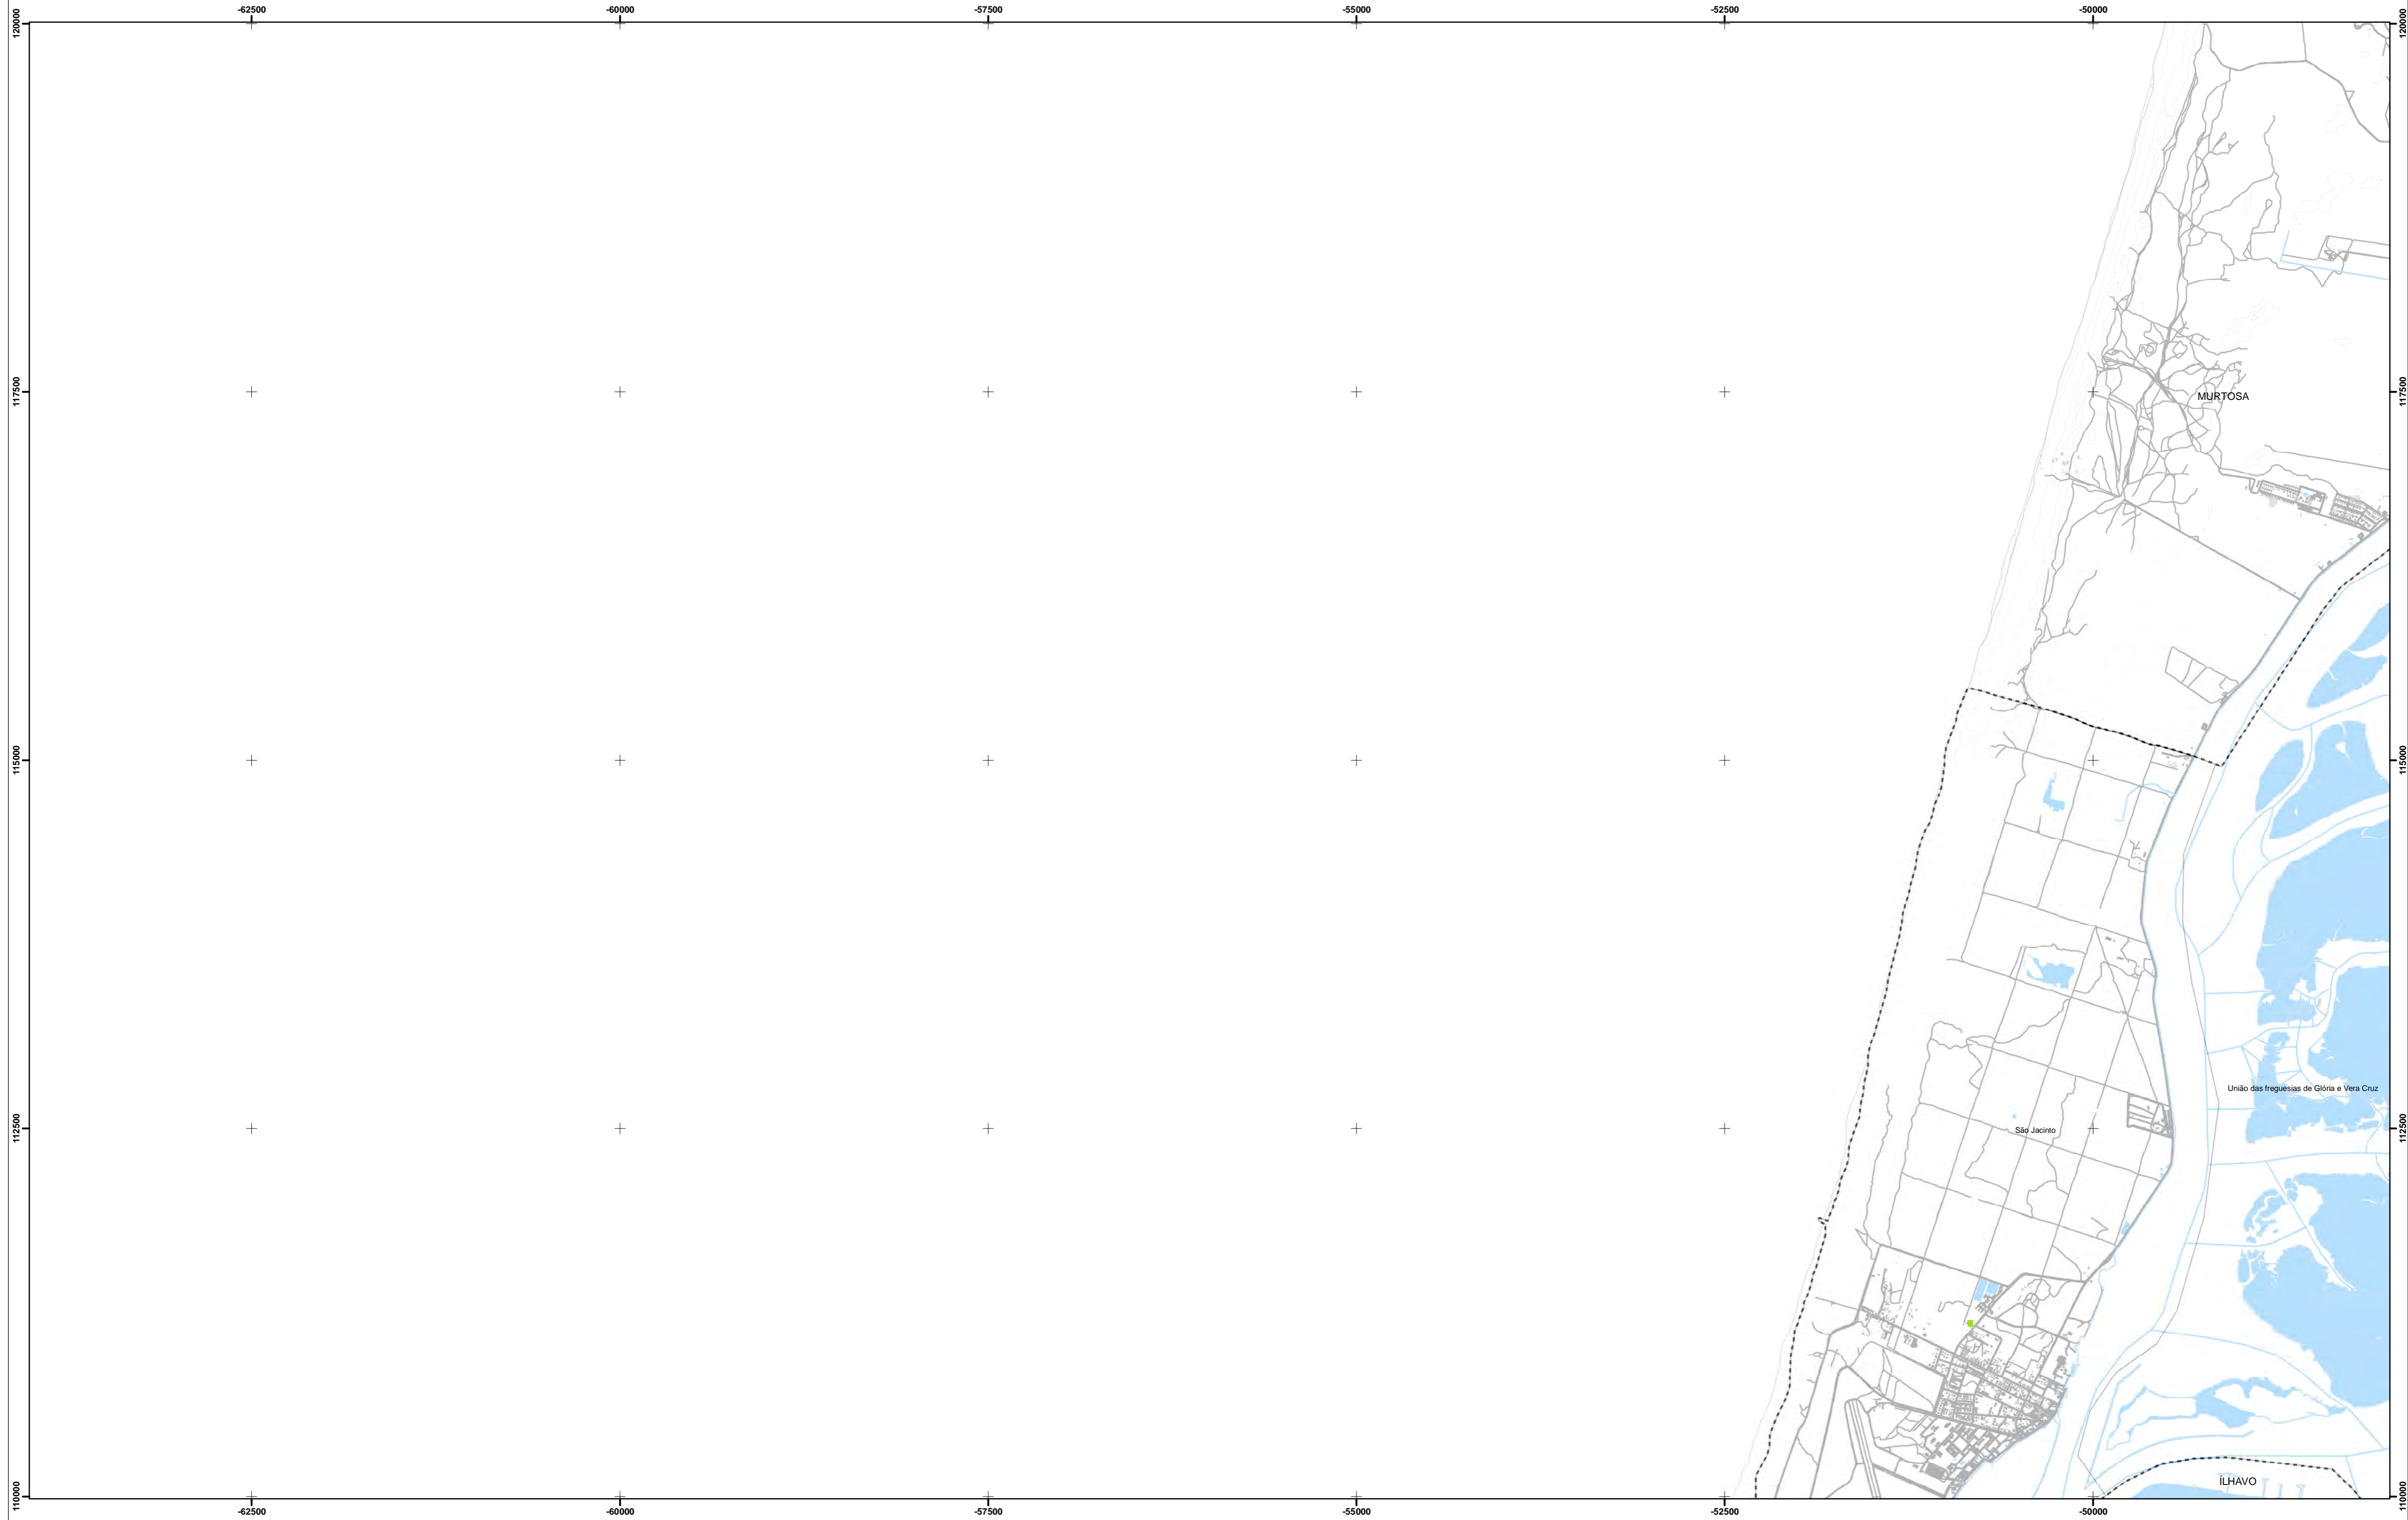 -62500 -60000 -57500 -55000 -52500 -50000
120000 120000
117500 117500
MURTOSA
115000 115000
União das freguesias de Glória e Vera Cruz
112500 112500
São Jacinto
ÍLHAVO
110000 110000
-62500 -60000 -57500 -55000 -52500 -50000